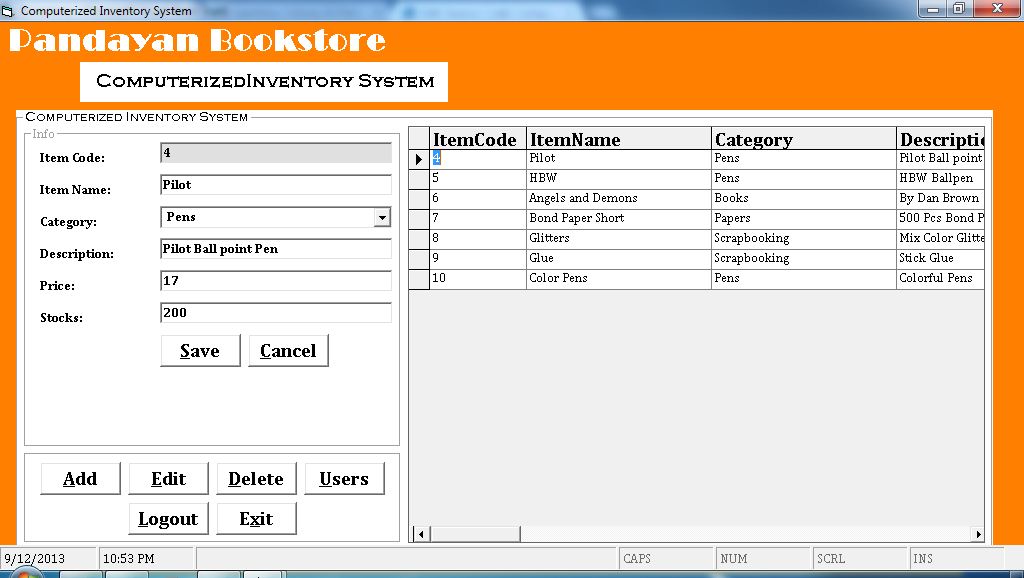 Computerized Inventory System
Pandayan Bookstore
ComputerizedInventory System
Computerized Inventory System
Info
Item Code: 4
Item Name: Pilot
Category: Pens
Description: Pilot Ball point Pen
Price: 17
Stocks: 200
Save Cancel
Add Edit Delete Users
Logout Exit
ItemCode ItemName Category Descriptio
4 Pilot Pens Pilot Ball point
5 HBW Pens HBW Ballpen
6 Angels and Demons Books By Dan Brown
7 Bond Paper Short Papers 500 Pcs Bond P
8 Glitters Scrapbooking Mix Color Glitte
9 Glue Scrapbooking Stick Glue
10 Color Pens Pens Colorful Pens
9/12/2013 10:53 PM CAPS NUM SCRL INS